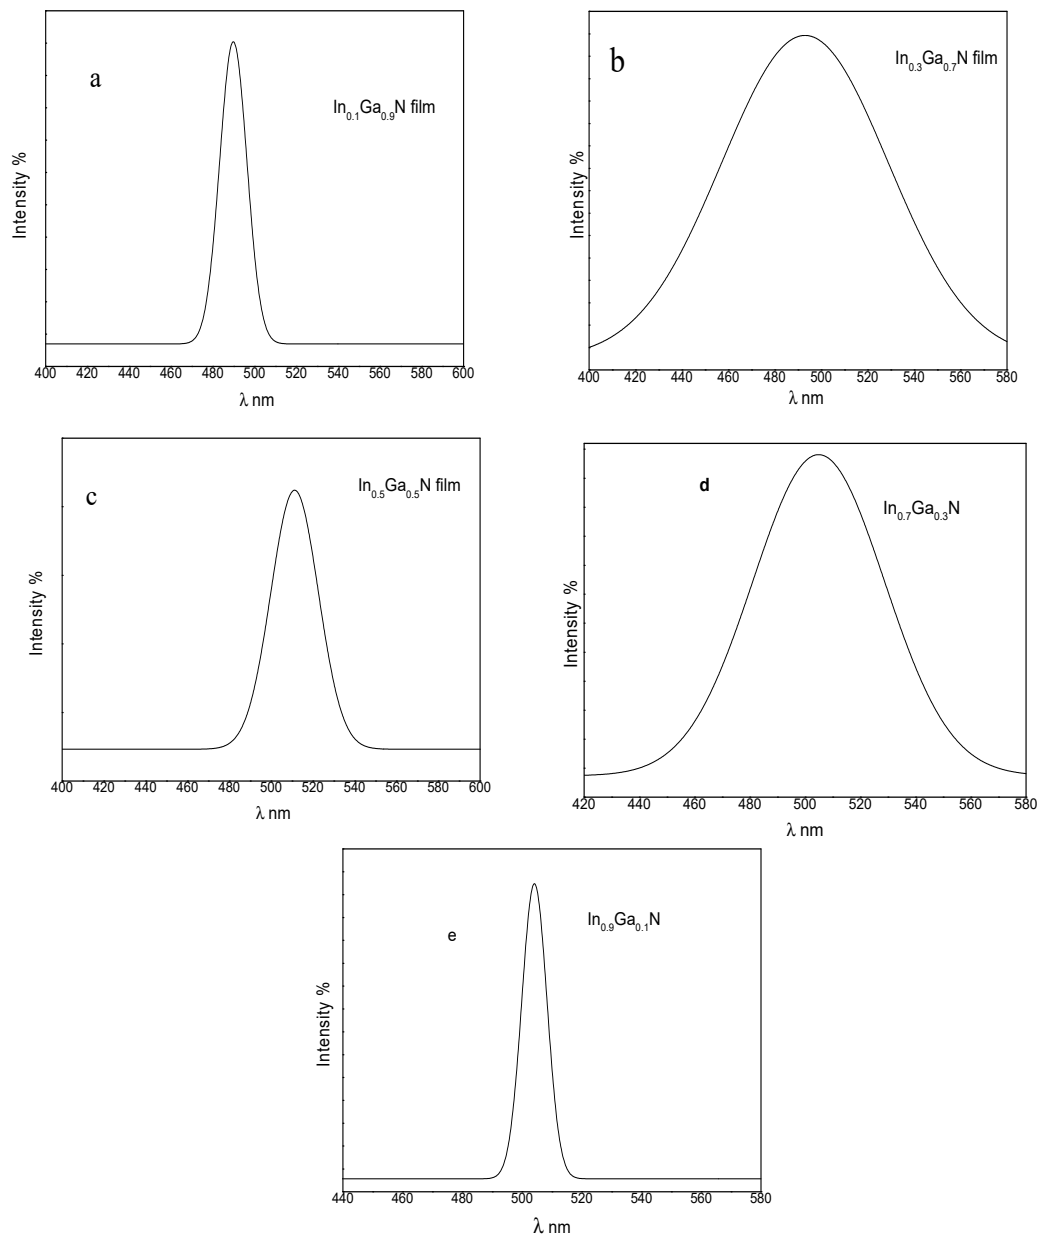 a
In0.1Ga0.9N film
Intensity %
400 420 440 460 480 500 520 540 560 580 600
λ nm
b
In0.3Ga0.7N film
Intensity %
400 420 440 460 480 500 520 540 560 580
λ nm
c
In0.5Ga0.5N film
Intensity %
400 420 440 460 480 500 520 540 560 580 600
λ nm
d
In0.7Ga0.3N
Intensity %
420 440 460 480 500 520 540 560 580
λ nm
e
In0.9Ga0.1N
Intensity %
440 460 480 500 520 540 560 580
λ nm